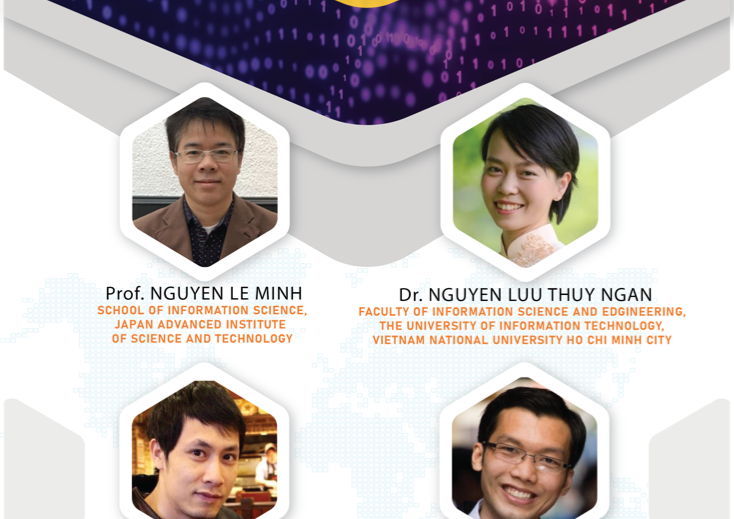 Prof. NGUYEN LE MINH
SCHOOL OF INFORMATION SCIENCE,
JAPAN ADVANCED INSTITUTE
OF SCIENCE AND TECHNOLOGY
Dr. NGUYEN LUU THUY NGAN
FACULTY OF INFORMATION SCIENCE AND EDGINEERING,
THE UNIVERSITY OF INFORMATION TECHNOLOGY,
VIETNAM NATIONAL UNIVERSITY HO CHI MINH CITY